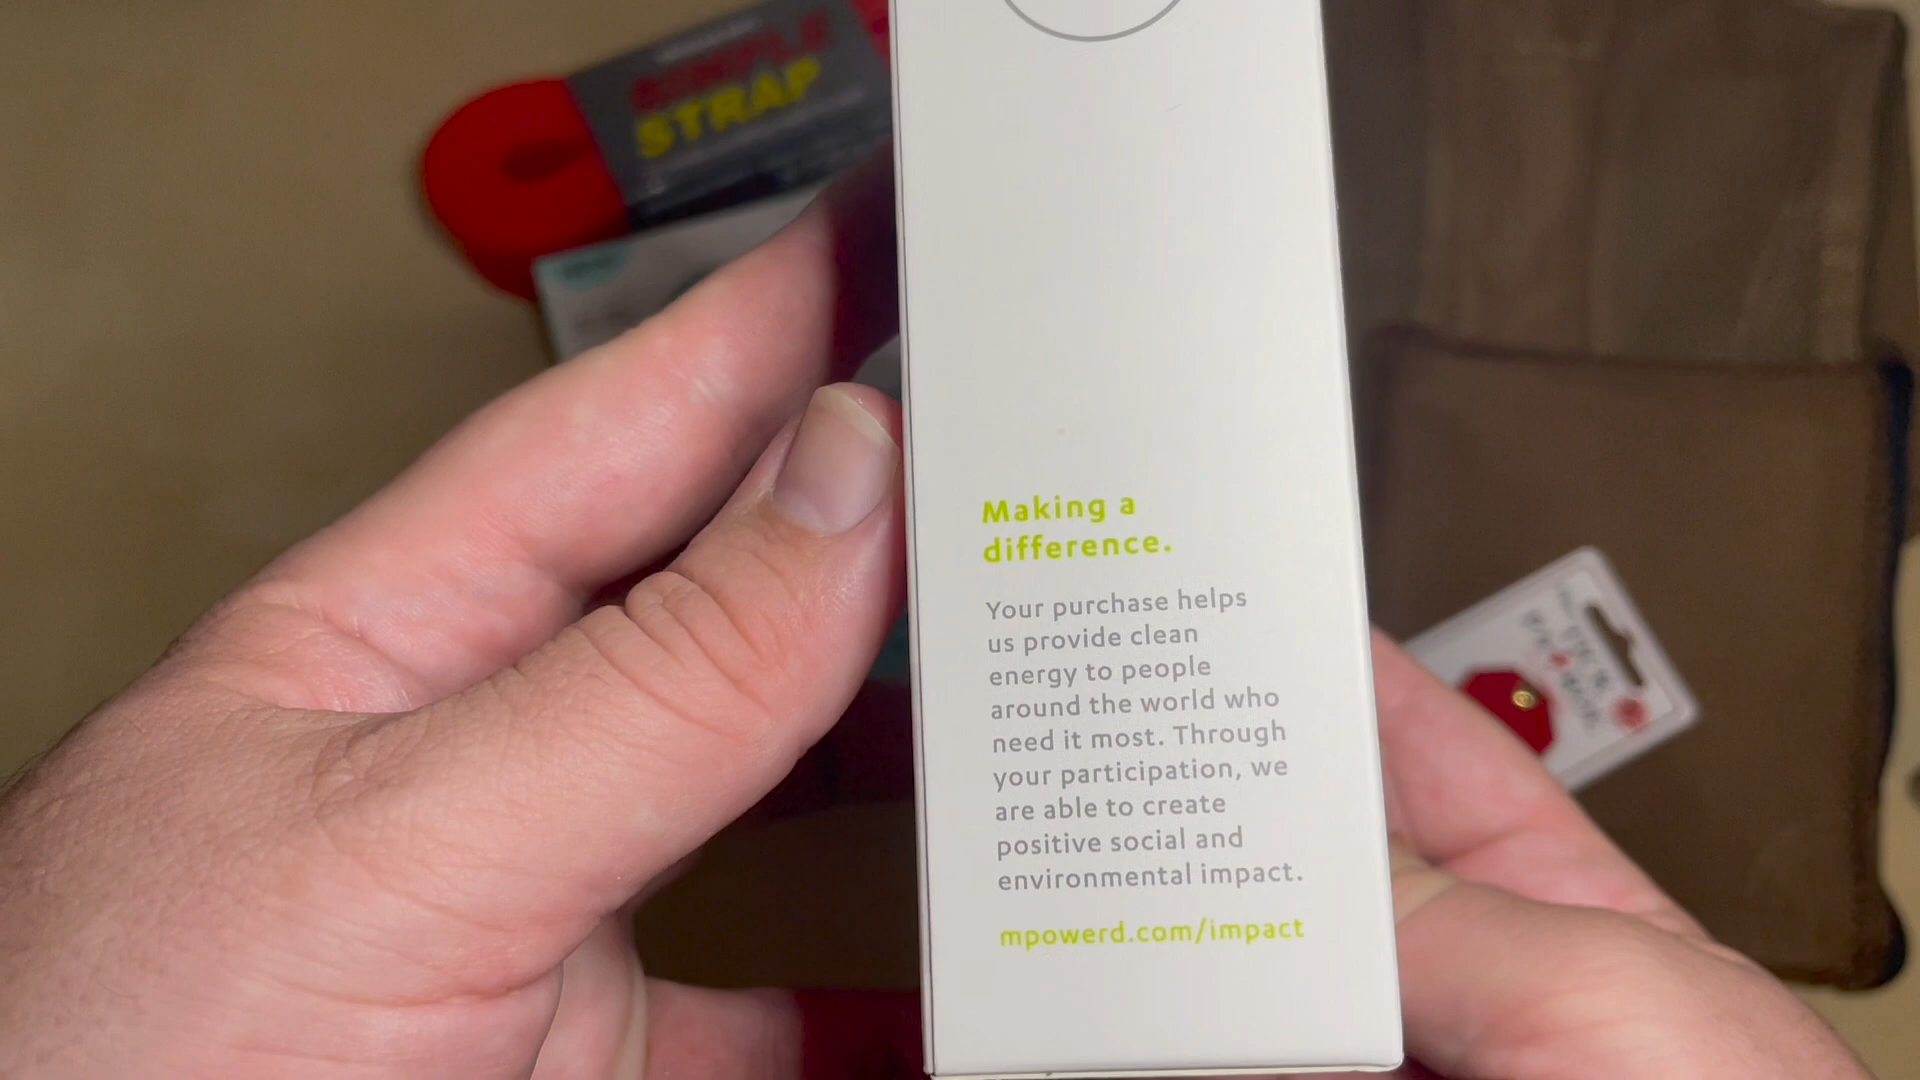 STRAP
Making a
difference.
Your purchase helps
us provide clean
energy to people
around the world who
need it most. Through
your participation, we
are able to create
positive social and
environmental impact.
mpowerd.com/impact